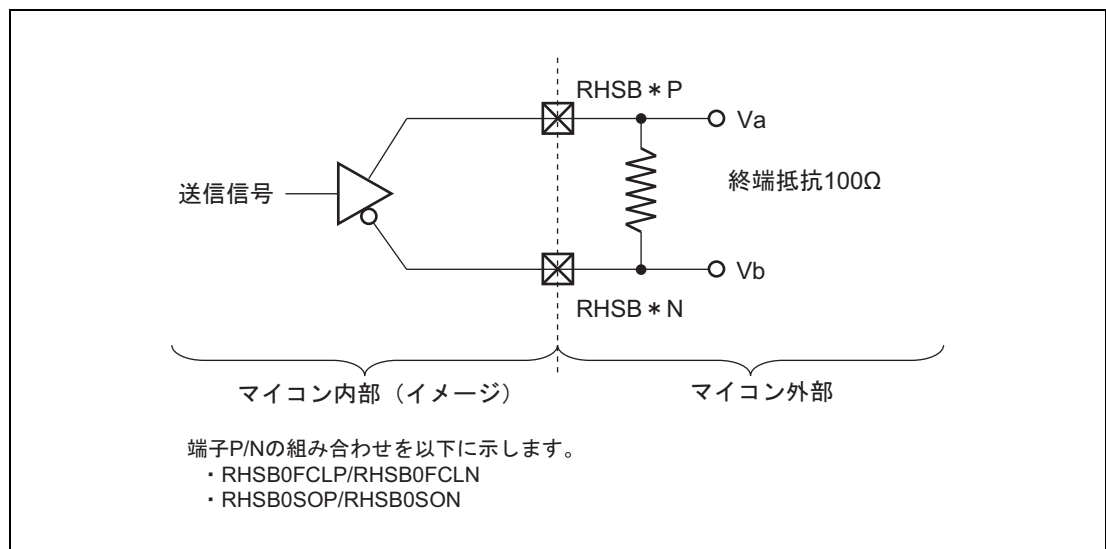 RHSB＊P
Va
送信信号
終端抵抗100Ω
Vb
RHSB＊N
マイコン内部（イメージ）
マイコン外部
端子P/Nの組み合わせを以下に示します。
・RHSB0FCLP/RHSB0FCLN
・RHSB0SOP/RHSB0SON